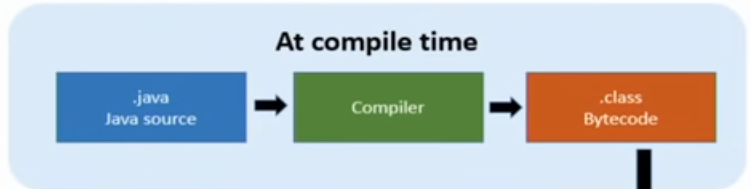 At compile time
.java
Java source
Compiler
.class
Bytecode